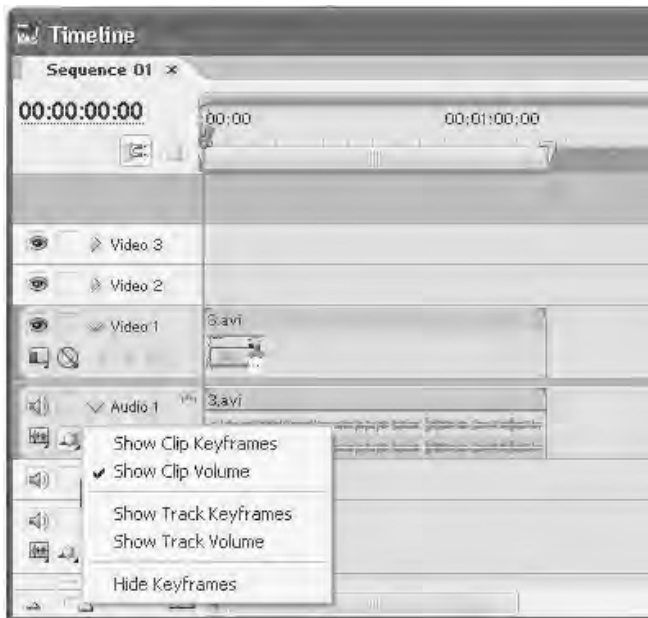 Timeline
Sequence 01 ×
00:00:00:00
00:00 00:01:00:00
Video 3
Video 2
Video 1
3.avi
Audio 1
3.avi
Show Clip Keyframes
Show Clip Volume
Show Track Keyframes
Show Track Volume
Hide Keyframes